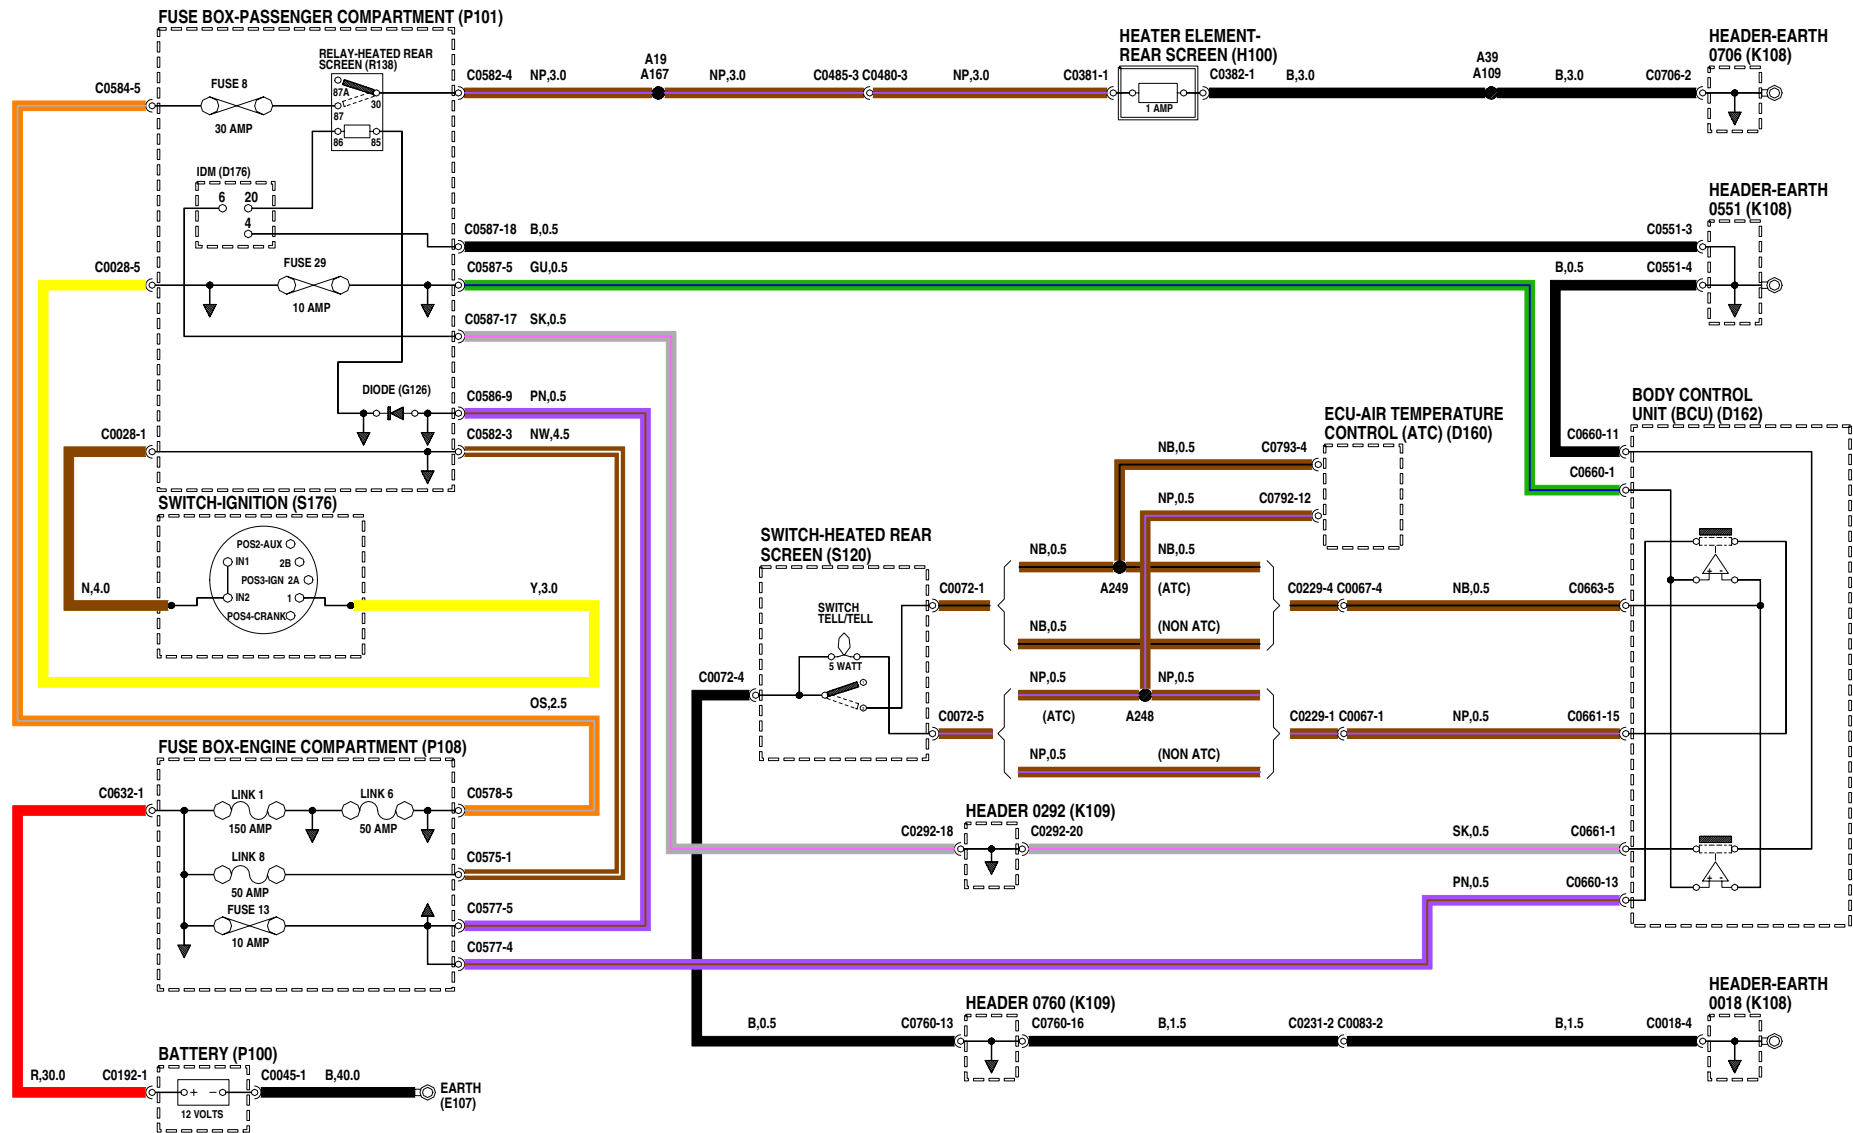 FUSE BOX-PASSENGER COMPARTMENT (P101)
RELAY-HEATED REAR
SCREEN (R138)
87A
30
87
86
85
C0584-5
FUSE 8
30 AMP
C0582-4
NP,3.0
A19
A167
NP,3.0
C0485-3 C0480-3
NP,3.0
C0381-1
HEATER ELEMENT-
REAR SCREEN (H100)
1 AMP
C0382-1
B,3.0
A39
A109
B,3.0
C0706-2
HEADER-EARTH
0706 (K108)
IDM (D176)
6
20
4
C0587-18
B,0.5
C0551-3
HEADER-EARTH
0551 (K108)
B,0.5
C0551-4
C0028-5
FUSE 29
10 AMP
C0587-5
GU,0.5
C0587-17
SK,0.5
DIODE (G126)
C0586-9
PN,0.5
C0028-1
C0582-3
NW,4.5
SWITCH-IGNITION (S176)
POS2-AUX
IN1
2B
POS3-IGN
2A
IN2
1
POS4-CRANK
N,4.0
Y,3.0
OS,2.5
ECU-AIR TEMPERATURE
CONTROL (ATC) (D160)
NB,0.5
C0793-4
NP,0.5
C0792-12
BODY CONTROL
UNIT (BCU) (D162)
C0660-11
C0660-1
+
-
SWITCH-HEATED REAR
SCREEN (S120)
SWITCH
TELL/TELL
5 WATT
1
2
C0072-4
C0072-1
NB,0.5
NB,0.5
A249
(ATC)
NB,0.5
(NON ATC)
C0229-4 C0067-4
NB,0.5
C0663-5
C0072-5
NP,0.5
NP,0.5
(ATC)
A248
NP,0.5
(NON ATC)
C0229-1 C0067-1
NP,0.5
C0661-15
FUSE BOX-ENGINE COMPARTMENT (P108)
C0632-1
LINK 1
150 AMP
LINK 6
50 AMP
C0578-5
LINK 8
50 AMP
C0575-1
FUSE 13
10 AMP
C0577-5
C0577-4
HEADER 0292 (K109)
C0292-18
C0292-20
SK,0.5
C0661-1
+
-
PN,0.5
C0660-13
HEADER 0760 (K109)
B,0.5
C0760-13
C0760-16
B,1.5
C0231-2 C0083-2
B,1.5
C0018-4
HEADER-EARTH
0018 (K108)
BATTERY (P100)
R,30.0
C0192-1
+
-
12 VOLTS
C0045-1
B,40.0
EARTH
(E107)